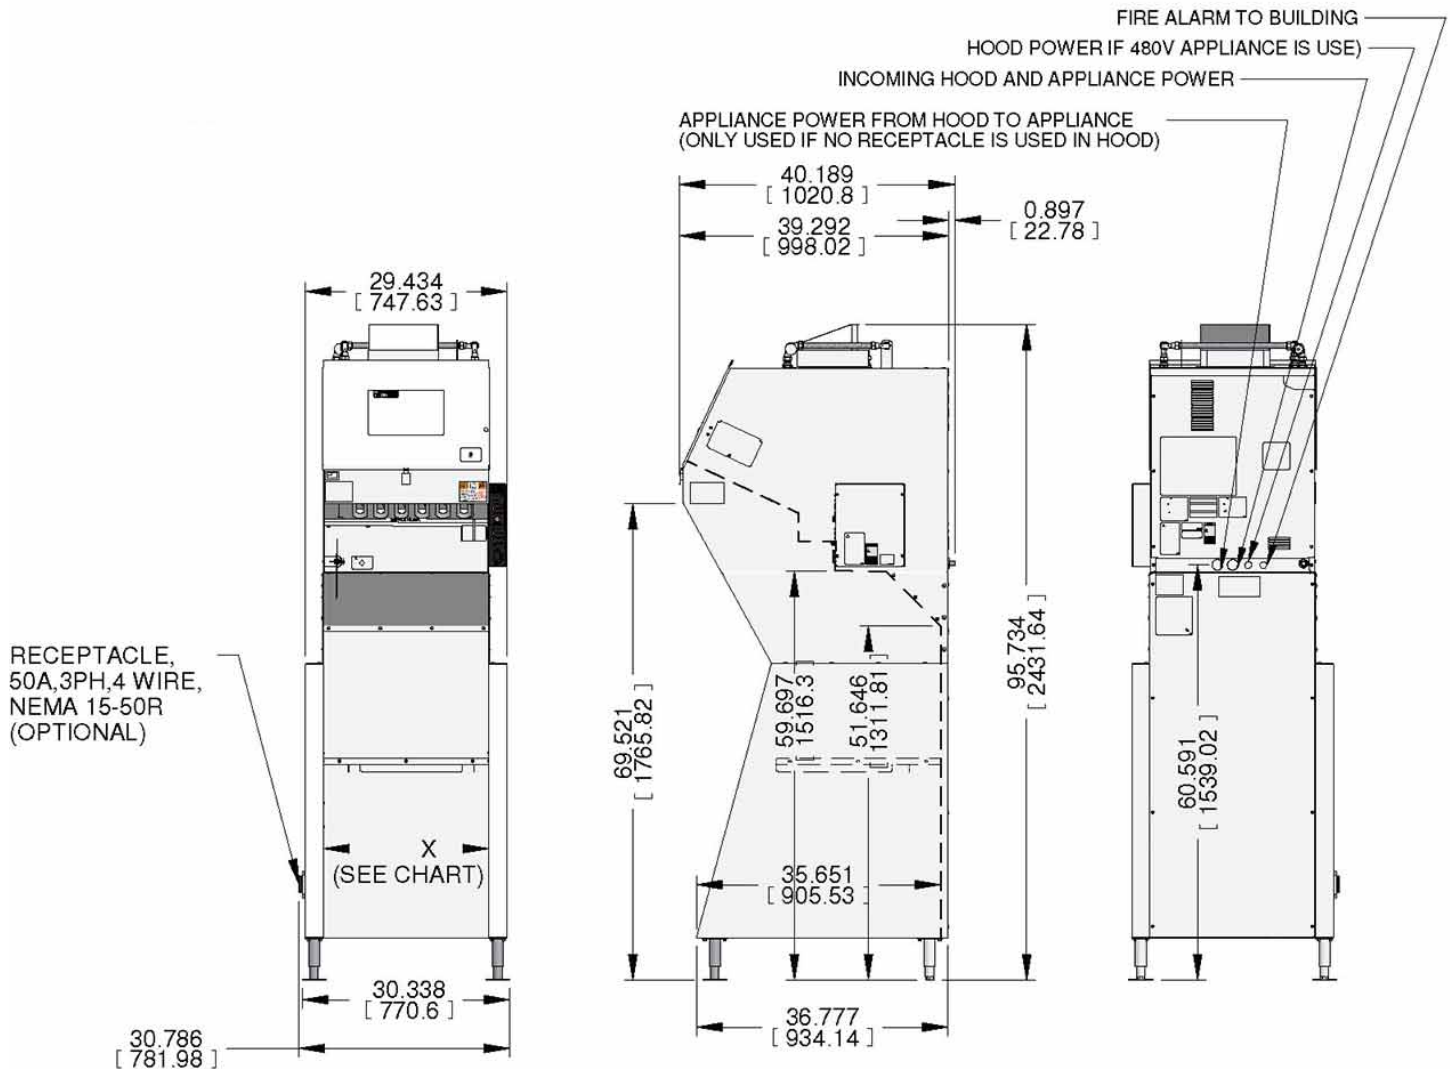 FIRE ALARM TO BUILDING
HOOD POWER IF 480V APPLIANCE IS USE)
INCOMING HOOD AND APPLIANCE POWER
APPLIANCE POWER FROM HOOD TO APPLIANCE
(ONLY USED IF NO RECEPTACLE IS USED IN HOOD)
40.189
[ 1020.8 ]
0.897
[ 22.78 ]
39.292
[ 998.02 ]
29.434
[ 747.63 ]
RECEPTACLE,
50A,3PH,4 WIRE,
NEMA 15-50R
(OPTIONAL)
69.521
[ 1765.82 ]
59.697
[ 1516.3 ]
51.646
[ 1311.81 ]
95.734
[ 2431.64 ]
60.591
[ 1539.02 ]
X
(SEE CHART)
35.651
[ 905.53 ]
30.338
[ 770.6 ]
36.777
[ 934.14 ]
30.786
[ 781.98 ]